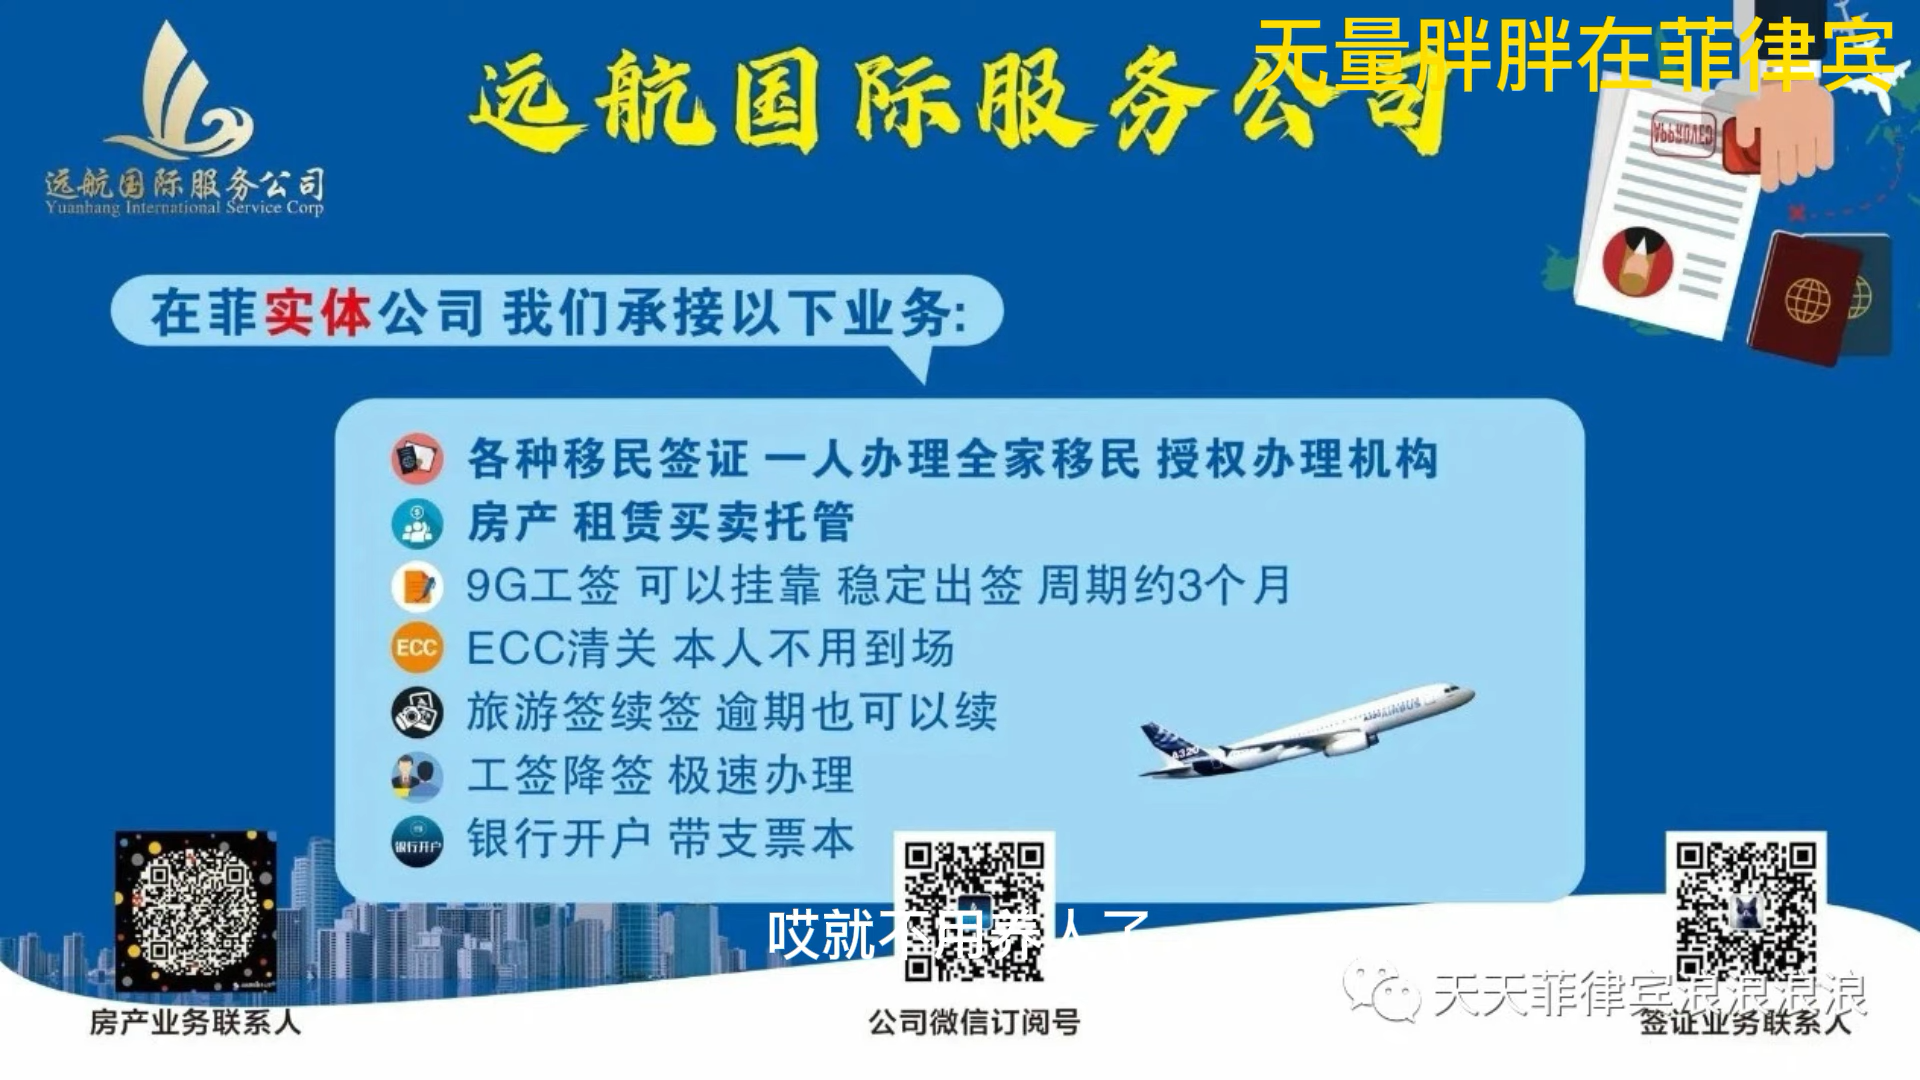 无量胖胖在菲律宾
远航国际服务公司
远航国际服务公司
Yuanhang International Service Corp
APPROVED
在菲实体公司 我们承接以下业务:
各种移民签证 一人办理全家移民 授权办理机构
房产 租赁买卖托管
9G工签 可以挂靠 稳定出签 周期约3个月
ECC
ECC清关 本人不用到场
旅游签续签 逾期也可以续
工签降签 极速办理
银行开户
银行开户 带支票本
AIRBUS
A320
哎就不用养人了
天天菲律宾浪浪浪浪
房产业务联系人
公司微信订阅号
签证业务联系人